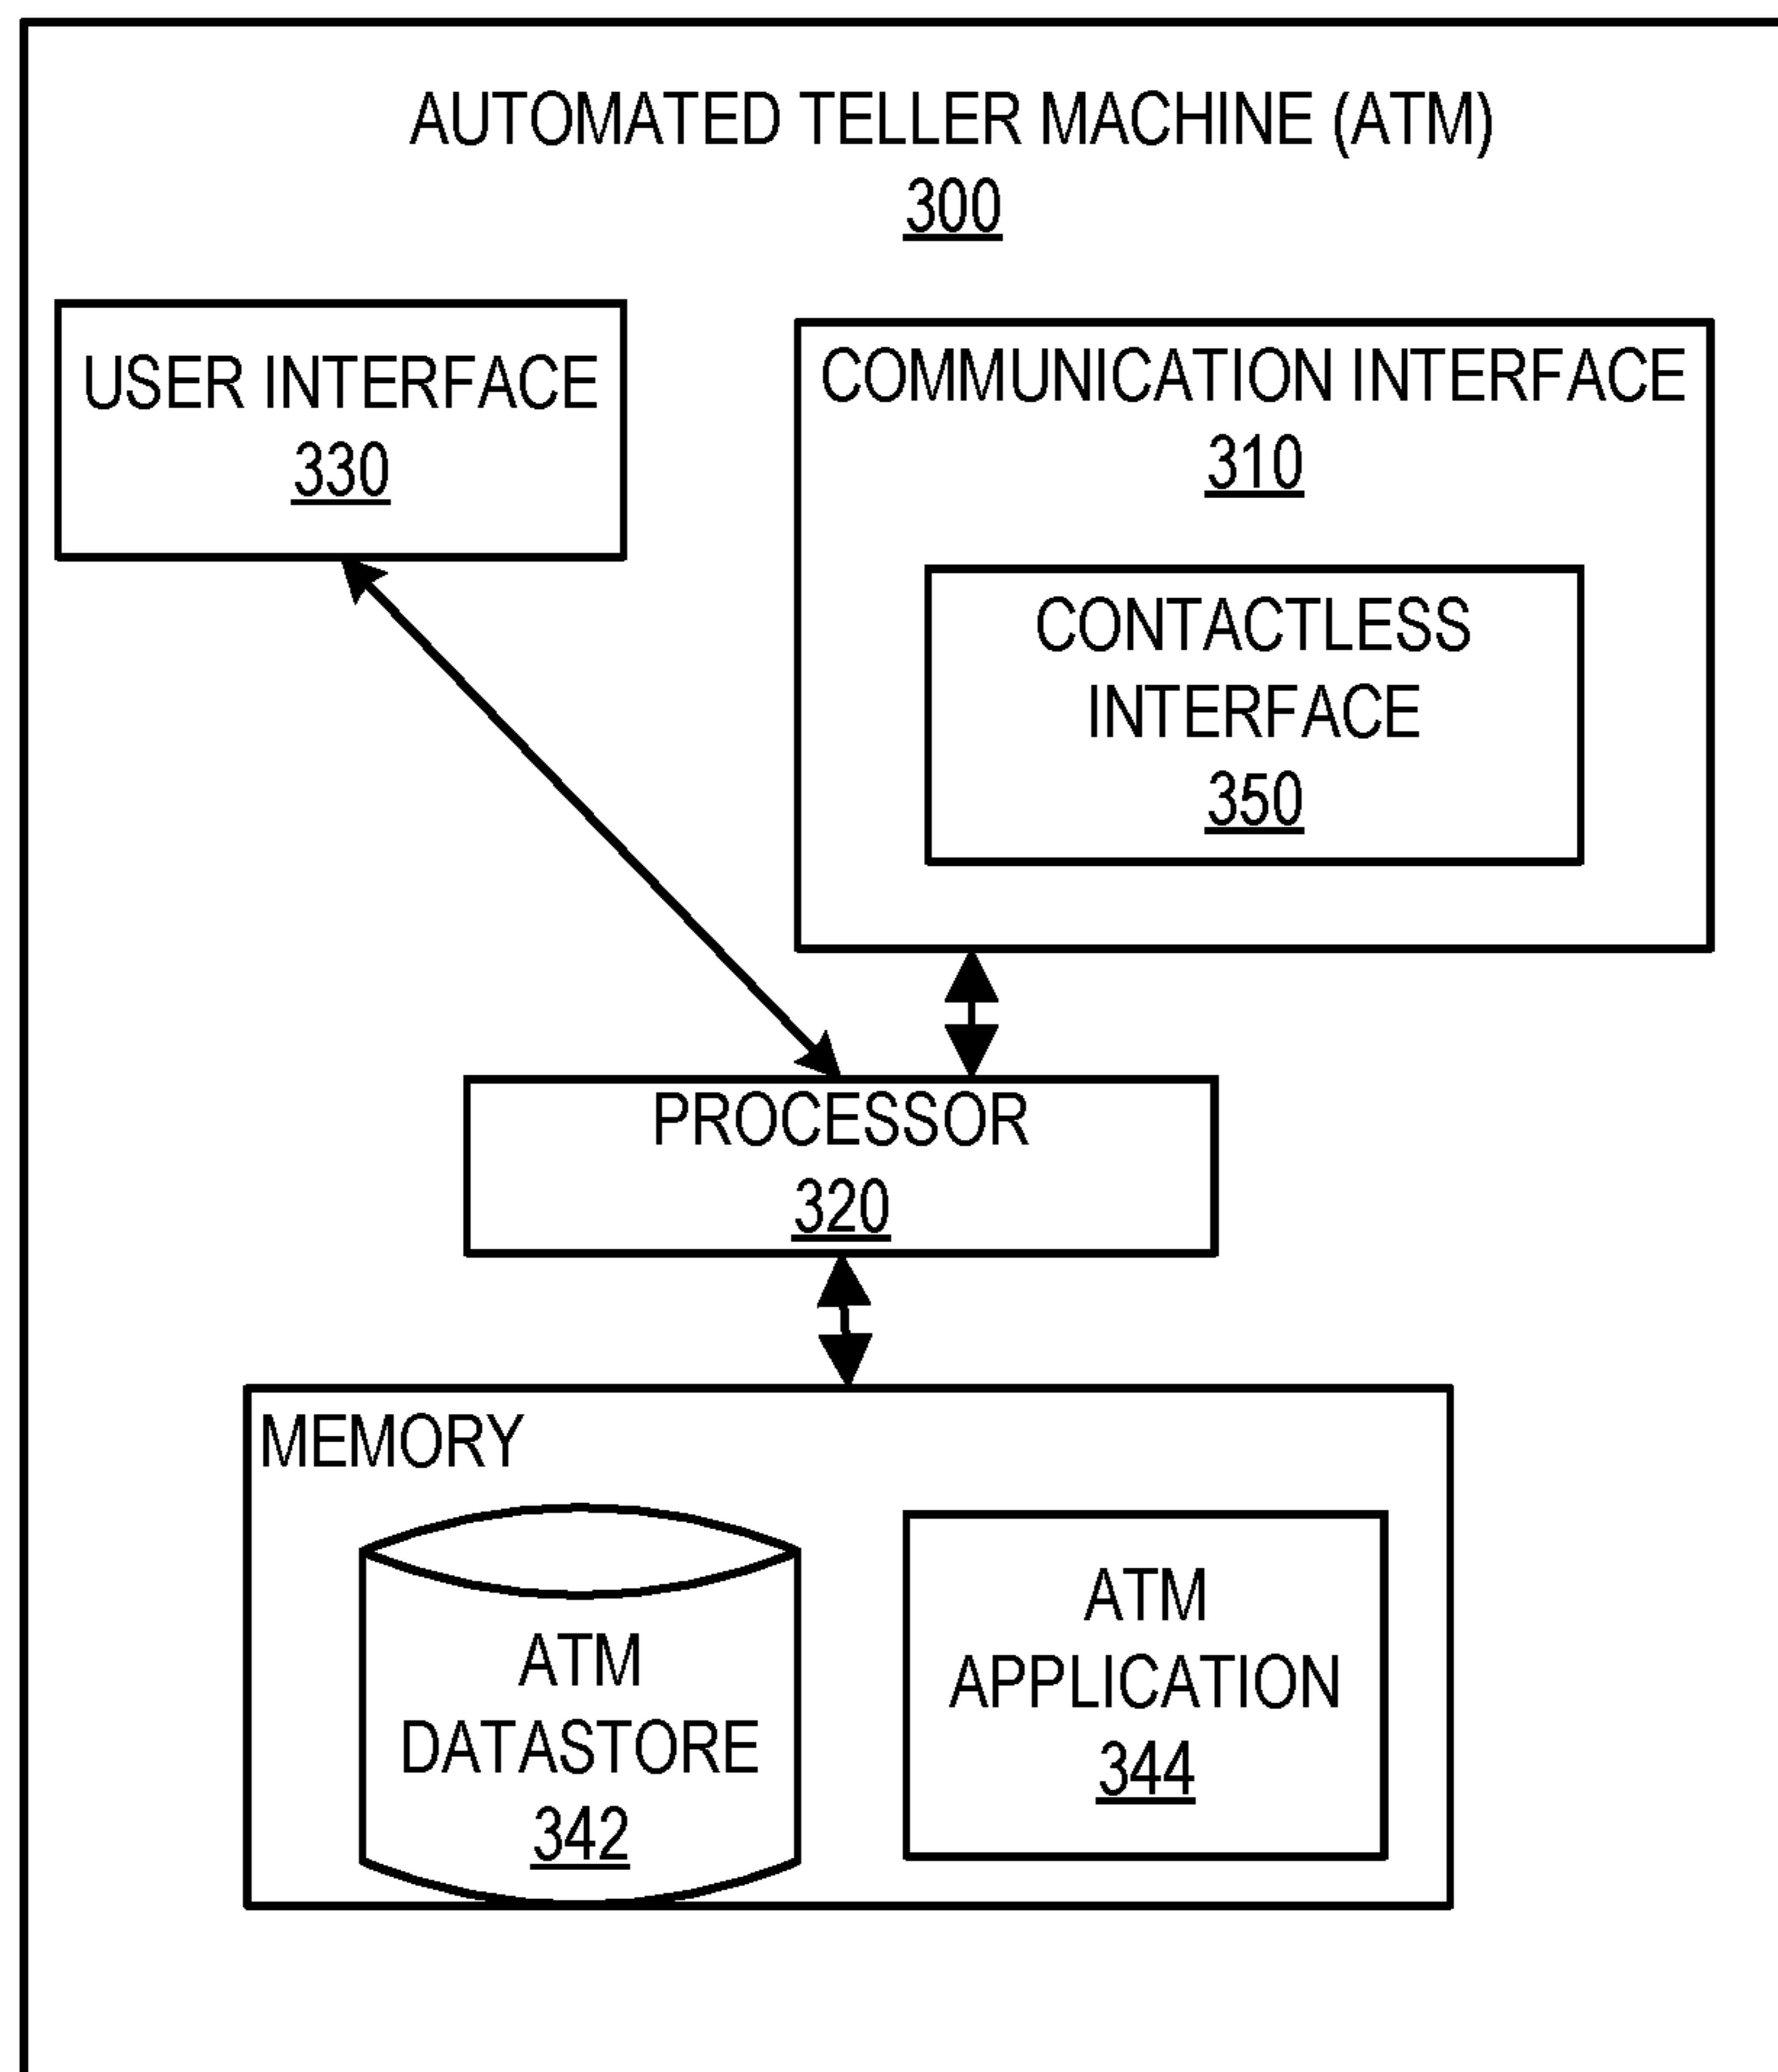 AUTOMATED TELLER MACHINE (ATM)
300
USER INTERFACE
330
COMMUNICATION INTERFACE
310
CONTACTLESS
INTERFACE
350
PROCESSOR
320
MEMORY
ATM
DATASTORE
342
ATM
APPLICATION
344